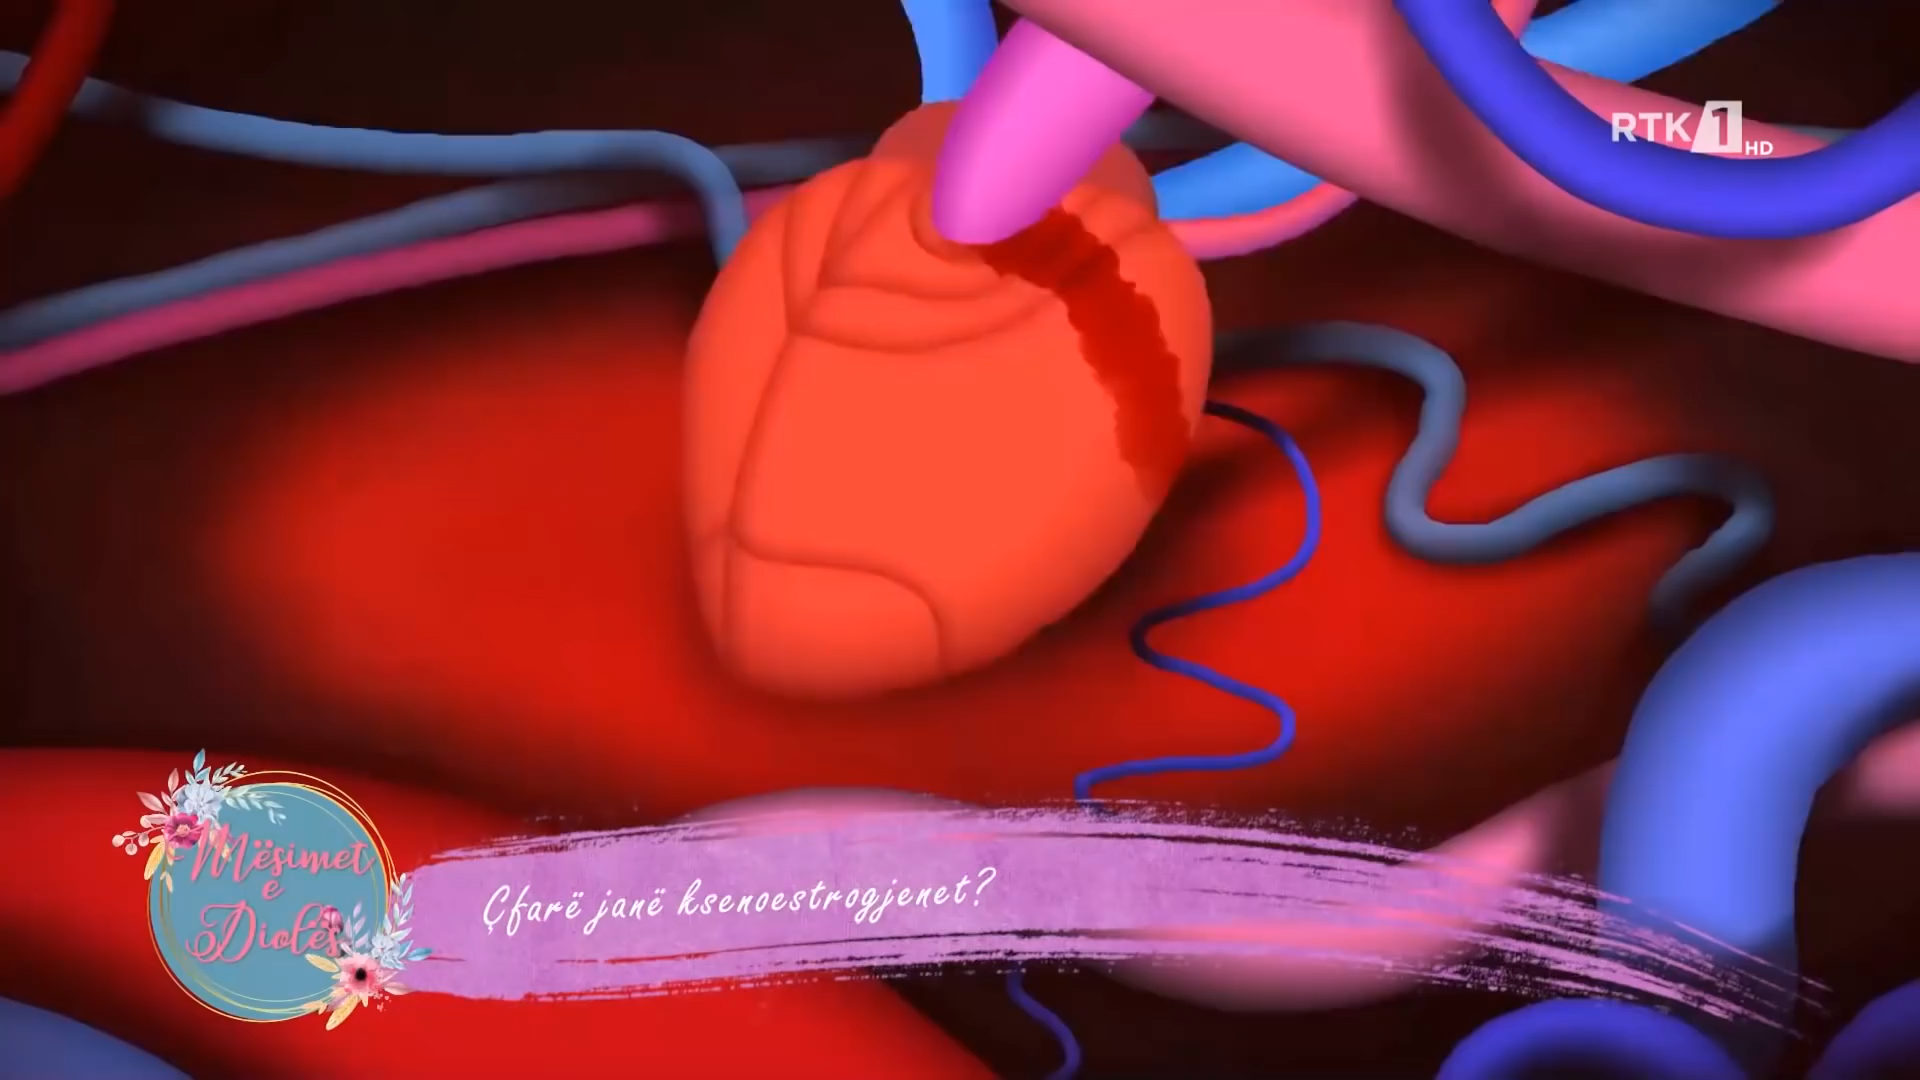 RTK 1 HD
Mësimet
e
Diolës
Çfarë janë ksenoestrogjenet?